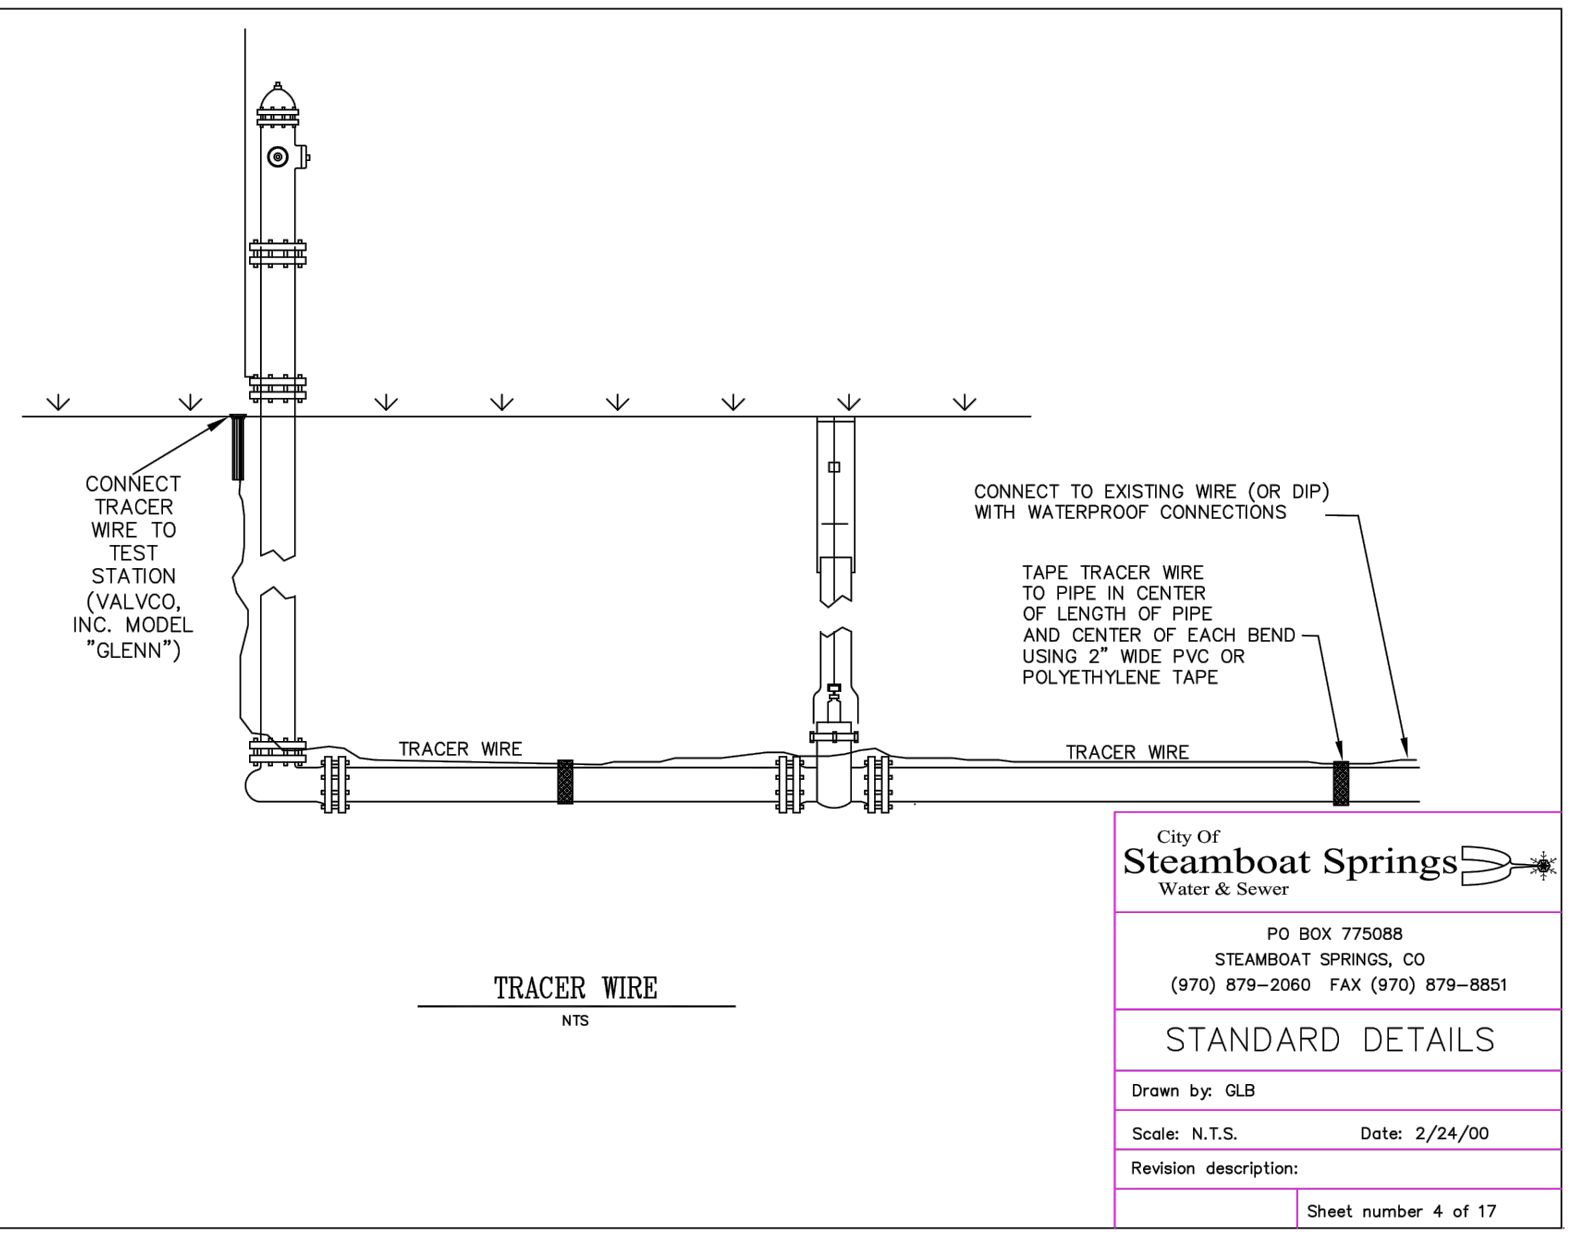 CONNECT
TRACER
WIRE TO
TEST
STATION
(VALVCO,
INC. MODEL
"GLENN")
CONNECT TO EXISTING WIRE (OR DIP)
WITH WATERPROOF CONNECTIONS
TAPE TRACER WIRE
TO PIPE IN CENTER
OF LENGTH OF PIPE
AND CENTER OF EACH BEND
USING 2" WIDE PVC OR
POLYETHYLENE TAPE
TRACER WIRE
TRACER WIRE
TRACER WIRE
NTS
City Of
Steamboat Springs
Water & Sewer
PO BOX 775088
STEAMBOAT SPRINGS, CO
(970) 879-2060 FAX (970) 879-8851
STANDARD DETAILS
Drawn by: GLB
Scale: N.T.S. Date: 2/24/00
Revision description:
Sheet number 4 of 17